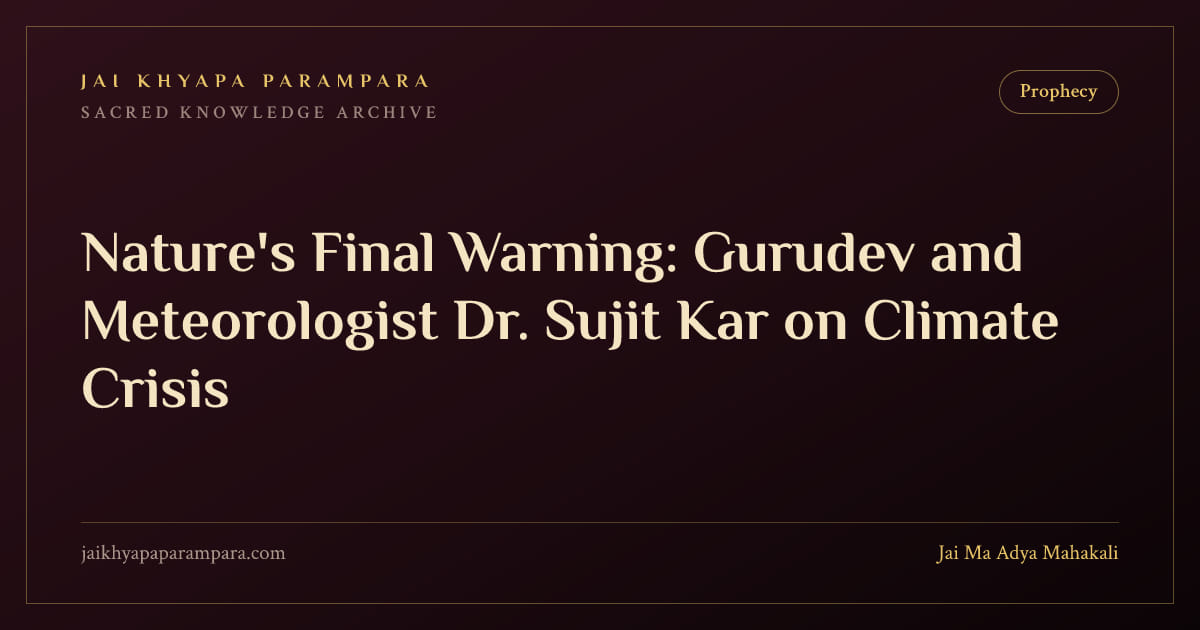 JAI KHYAPA PARAMPARA
SACRED KNOWLEDGE ARCHIVE
Prophecy
Nature's Final Warning: Gurudev and
Meteorologist Dr. Sujit Kar on Climate
Crisis
jaikhyapaparampara.com
Jai Ma Adya Mahakali